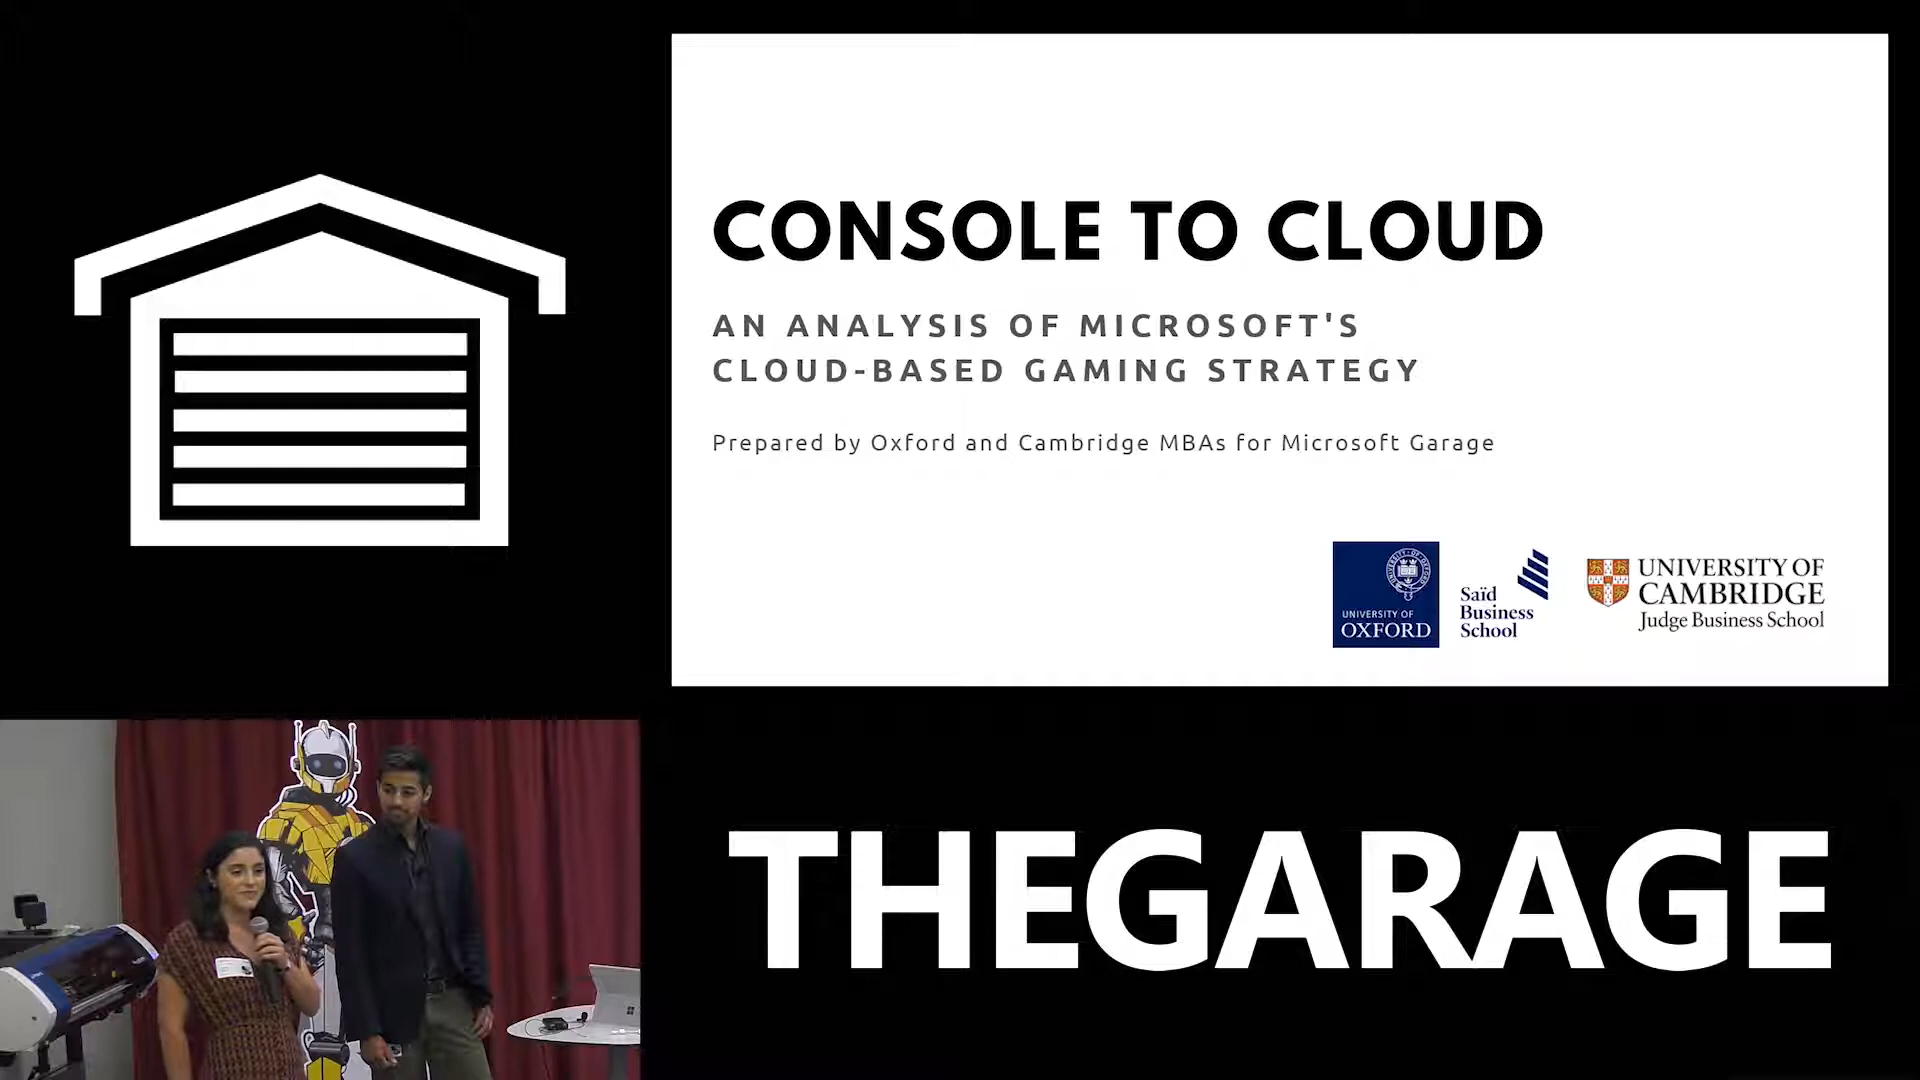 CONSOLE TO CLOUD
AN ANALYSIS OF MICROSOFT'S
CLOUD-BASED GAMING STRATEGY
Prepared by Oxford and Cambridge MBAs for Microsoft Garage
UNIVERSITY OF
OXFORD
Saïd
Business
School
UNIVERSITY OF
CAMBRIDGE
Judge Business School
THEGARAGE